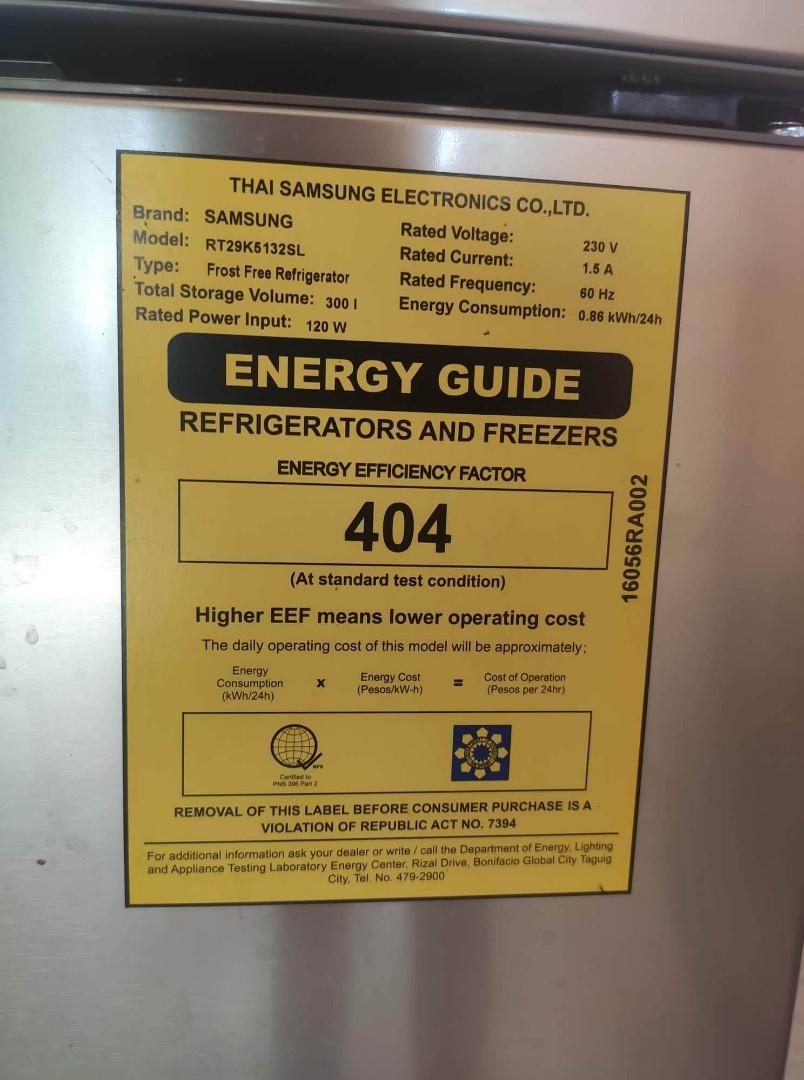 THAI SAMSUNG ELECTRONICS CO.,LTD.
Brand: SAMSUNG
Model: RT29K5132SL
Type: Frost Free Refrigerator
Total Storage Volume: 300 l
Rated Power Input: 120 W
Rated Voltage: 230 V
Rated Current: 1.5 A
Rated Frequency: 60 Hz
Energy Consumption: 0.86 kWh/24h
ENERGY GUIDE
REFRIGERATORS AND FREEZERS
ENERGY EFFICIENCY FACTOR
404
(At standard test condition)
16056RA002
Higher EEF means lower operating cost
The daily operating cost of this model will be approximately;
Energy Consumption (kWh/24h) x Energy Cost (Pesos/kW-h) = Cost of Operation (Pesos per 24hr)
BPS
Certified to
PNS 396 Part 2
REMOVAL OF THIS LABEL BEFORE CONSUMER PURCHASE IS A
VIOLATION OF REPUBLIC ACT NO. 7394
For additional information ask your dealer or write / call the Department of Energy, Lighting
and Appliance Testing Laboratory Energy Center, Rizal Drive, Bonifacio Global City Taguig
City, Tel. No. 479-2900